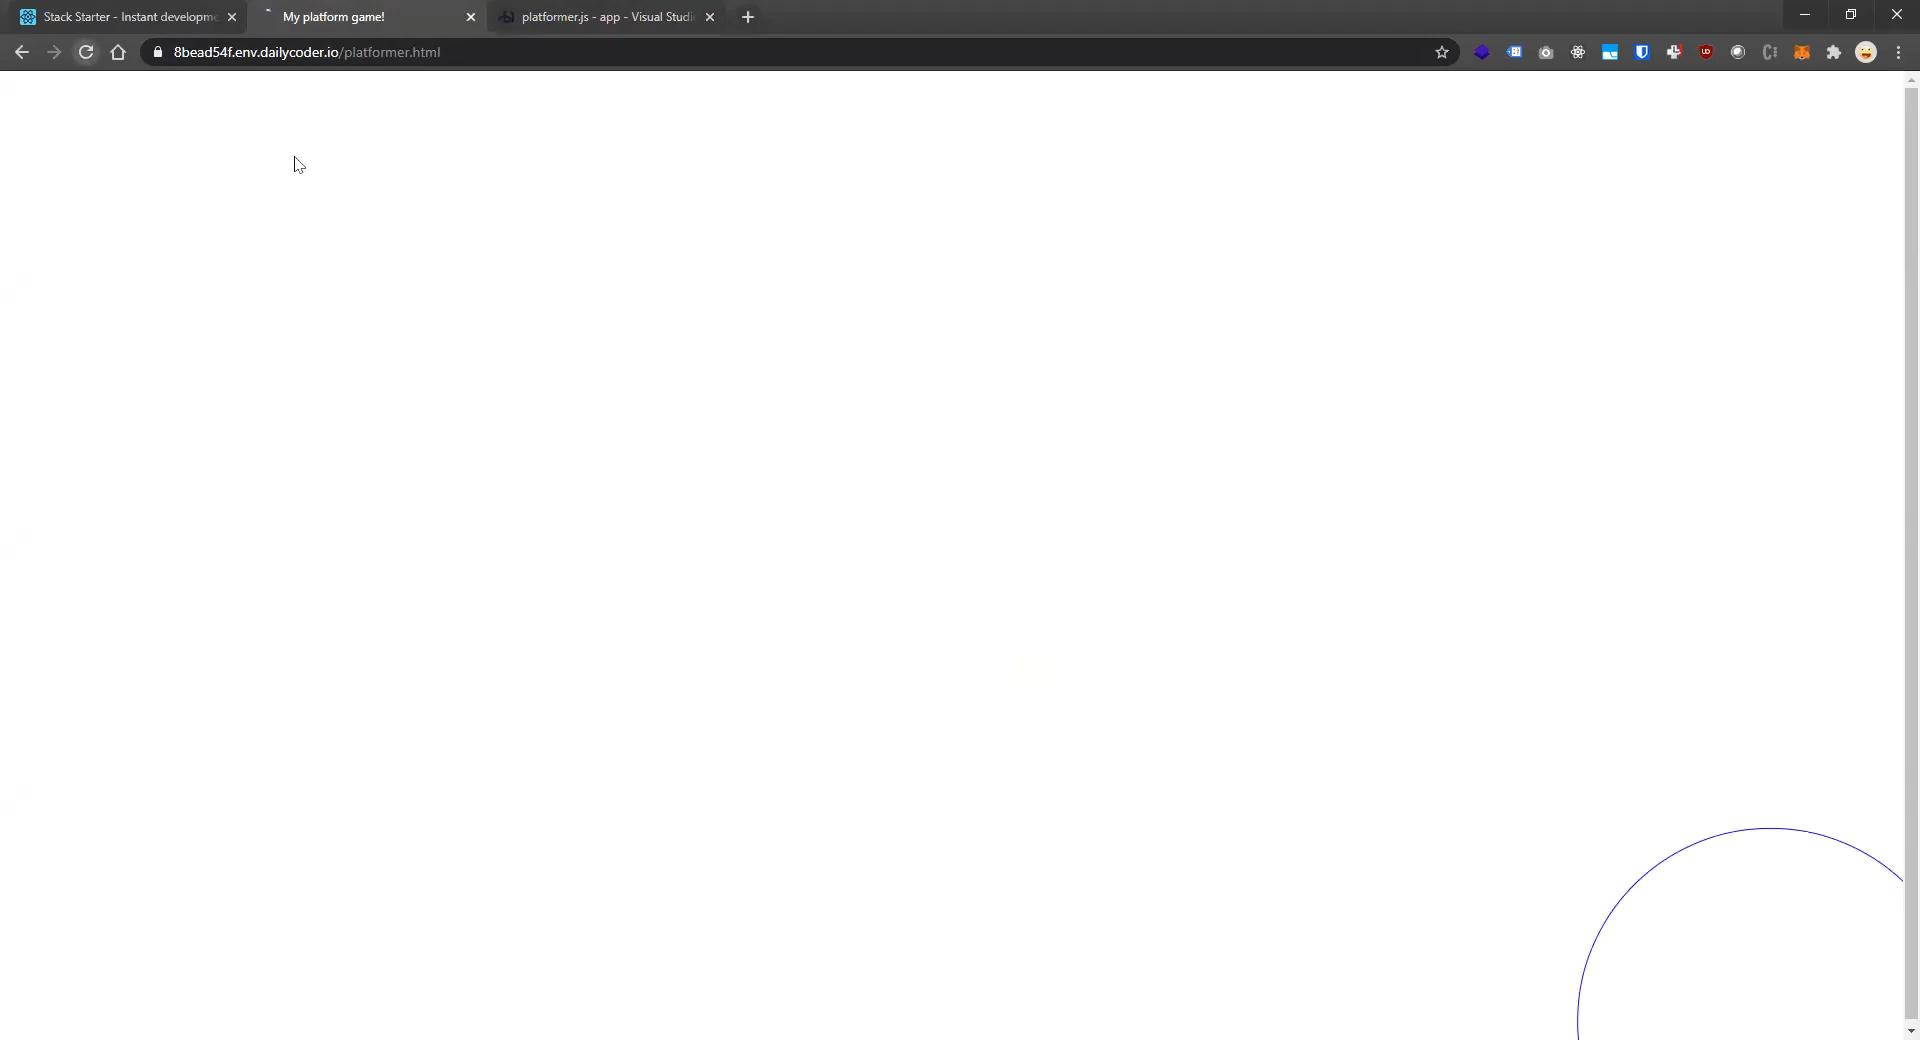 Stack Starter - Instant developme
My platform game!
platformer.js - app - Visual Studi
8bead54f.env.dailycoder.io/platformer.html